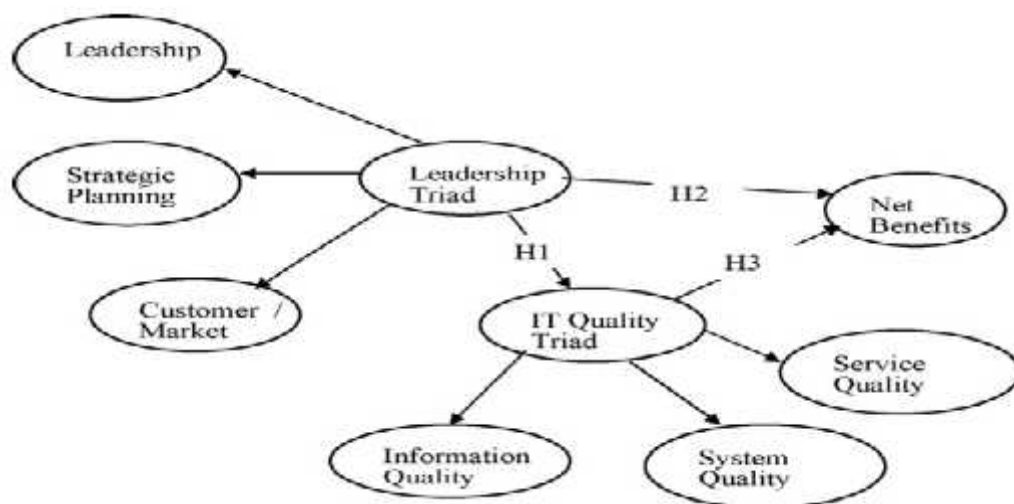 Leadership
Strategic
Planning
Leadership
Triad
H2
Net
Benefits
H1
H3
Customer /
Market
IT Quality
Triad
Service
Quality
Information
Quality
System
Quality